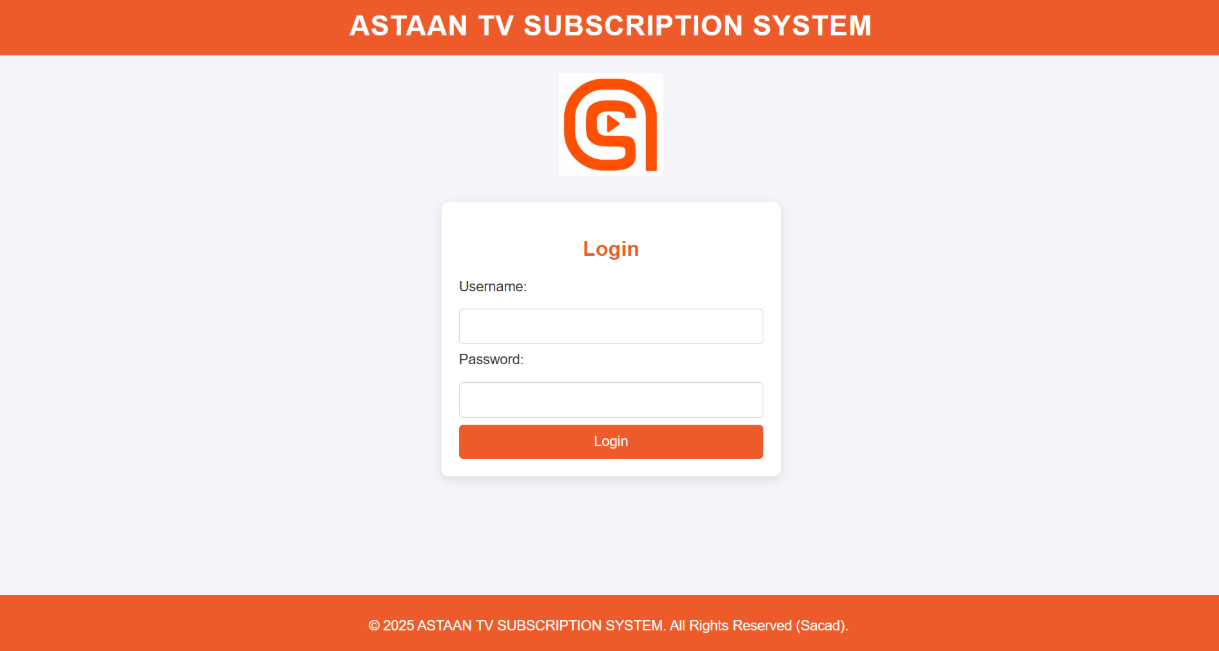 ASTAAN TV SUBSCRIPTION SYSTEM
Login
Username:
Password:
Login
© 2025 ASTAAN TV SUBSCRIPTION SYSTEM. All Rights Reserved (Sacad).